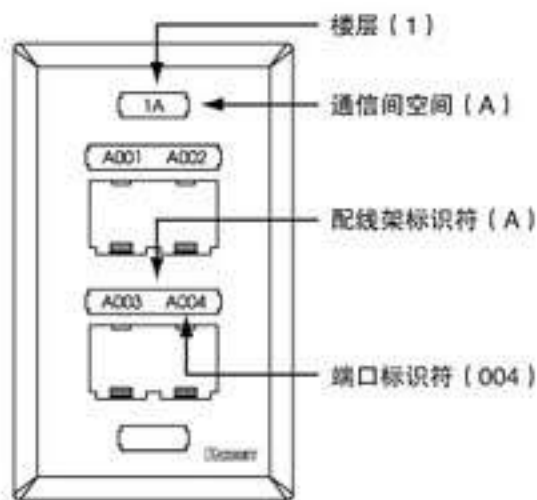 楼层（1）
1A
通信间空间（A）
A001 A002
配线架标识符（A）
A003 A004
端口标识符（004）